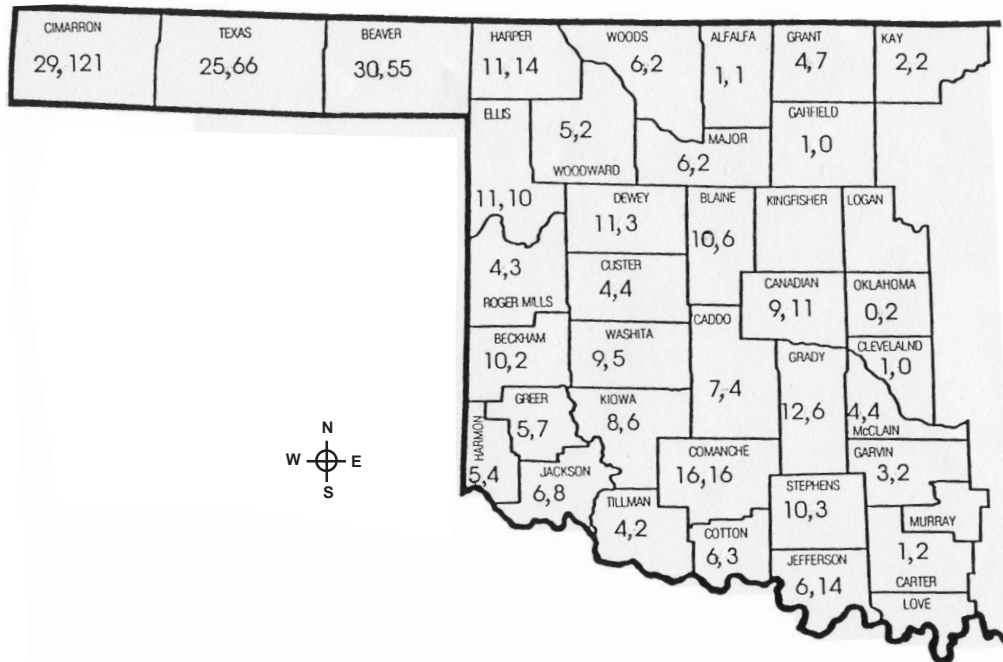 CIMARRON
29,121
TEXAS
25,66
BEAVER
30,55
HARPER
11,14
WOODS
6,2
ALFALFA
1,1
GRANT
4,7
KAY
2,2
ELLIS
11,10
5,2
WOODWARD
MAJOR
6,2
GARFIELD
1,0
DEWEY
11,3
BLAINE
10,6
KINGFISHER
LOGAN
4,3
ROGER MILLS
CUSTER
4,4
CANADIAN
9,11
OKLAHOMA
0,2
BECKHAM
10,2
WASHITA
9,5
CADDO
7,4
GRADY
12,6
CLEVELALND
1,0
4,4
McCLAIN
GREER
5,7
KIOWA
8,6
HARMON
5,4
JACKSON
6,8
COMANCHE
16,16
GARVIN
3,2
TILLMAN
4,2
STEPHENS
10,3
MURRAY
COTTON
6,3
JEFFERSON
6,14
1,2
CARTER
LOVE
N
W
E
S